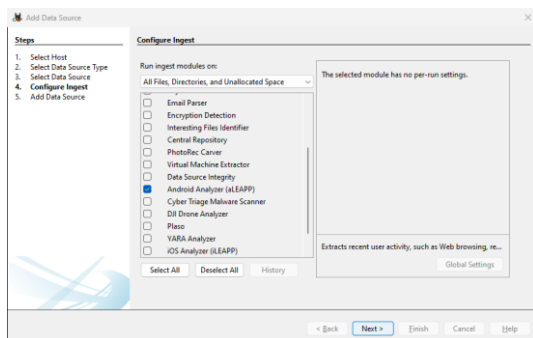 Add Data Source
Steps
1. Select Host
2. Select Data Source Type
3. Select Data Source
4. Configure Ingest
5. Add Data Source
Configure Ingest
Run ingest modules on:
All Files, Directories, and Unallocated Space
Email Parser
Encryption Detection
Interesting Files Identifier
Central Repository
PhotoRec Carver
Virtual Machine Extractor
Data Source Integrity
Android Analyzer (aLEAPP)
Cyber Triage Malware Scanner
DJI Drone Analyzer
Plaso
YARA Analyzer
iOS Analyzer (iLEAPP)
Select All Deselect All History
The selected module has no per-run settings.
Extracts recent user activity, such as Web browsing, re...
Global Settings
< Back Next > Finish Cancel Help